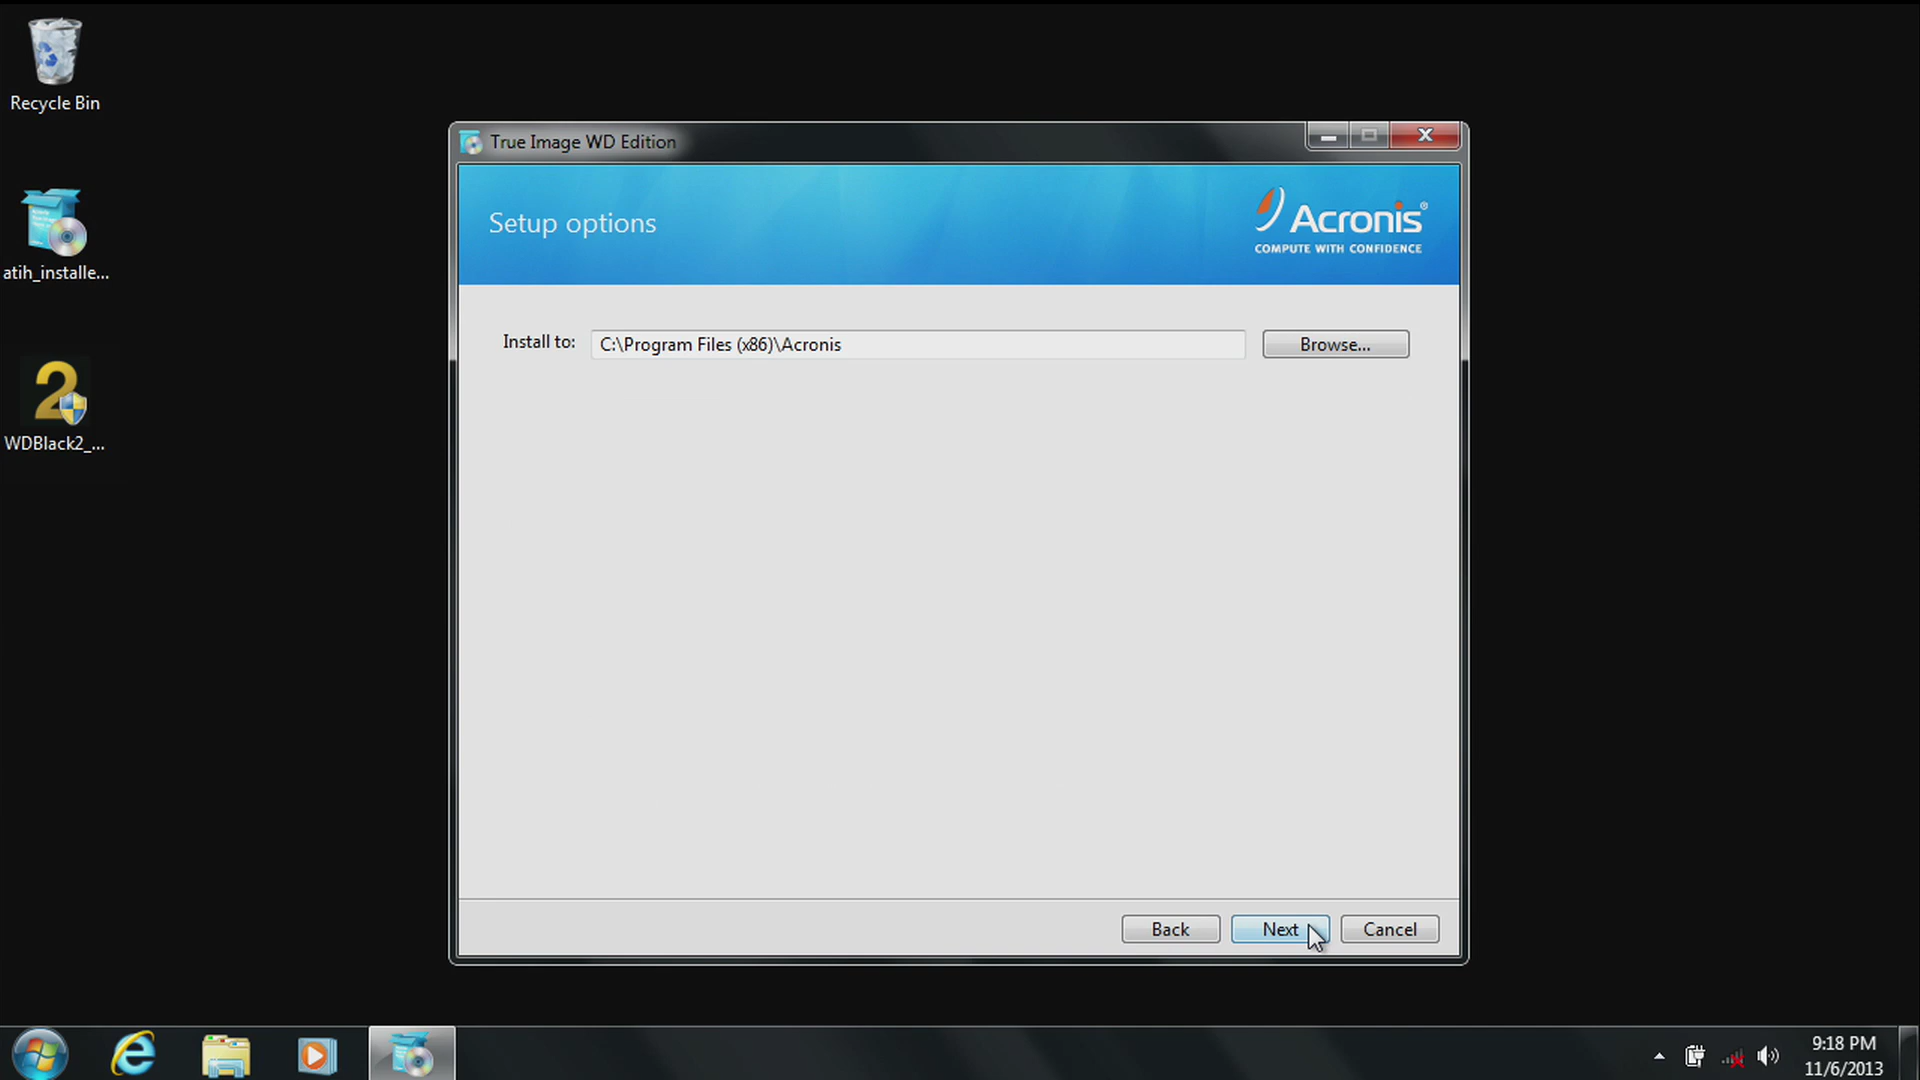 Recycle Bin
atih_installe...
2
WDBlack2_...
True Image WD Edition
Setup options
Acronis®
COMPUTE WITH CONFIDENCE
Install to:
C:\Program Files (x86)\Acronis
Browse...
Back
Next
Cancel
9:18 PM
11/6/2013